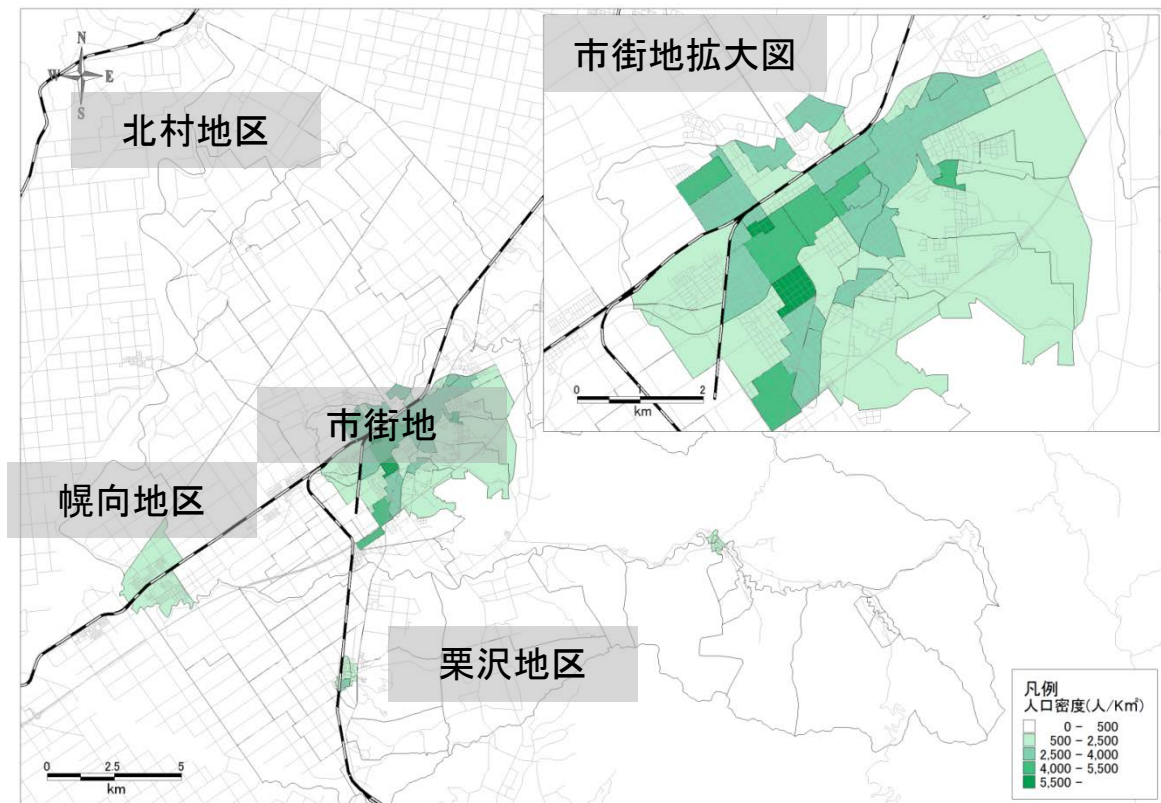 N
W E
S
北村地区
市街地拡大図
0 1 2
km
市街地
幌向地区
栗沢地区
凡例
人口密度(人/K㎡)
0 - 500
500 - 2,500
2,500 - 4,000
4,000 - 5,500
5,500 -
0 2.5 5
km